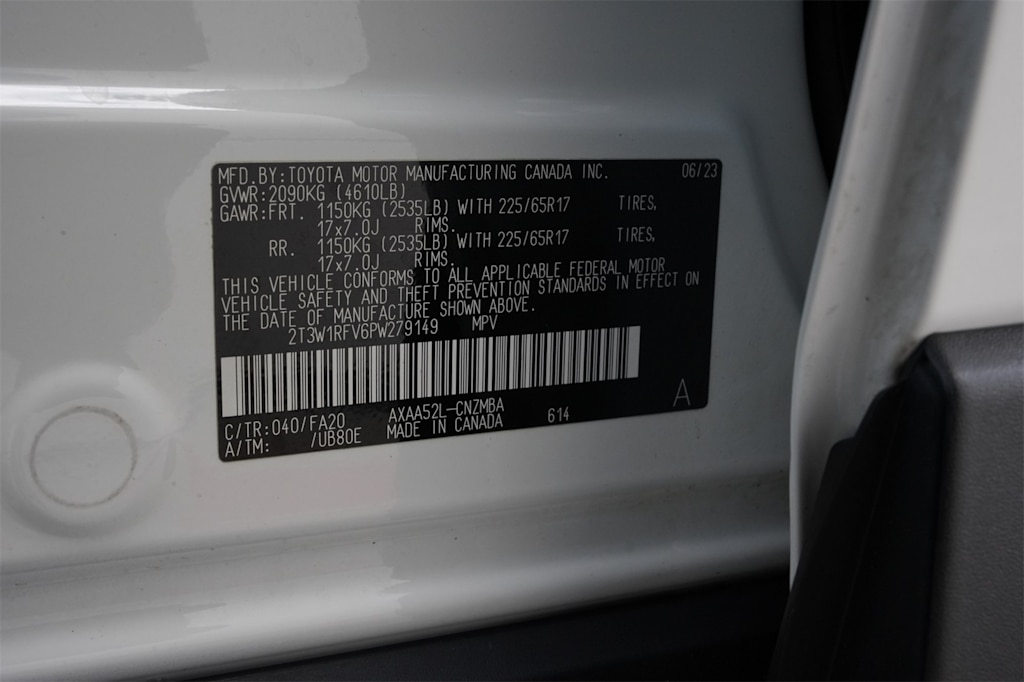 MFD.BY:TOYOTA MOTOR MANUFACTURING CANADA INC. 06/23
GVWR:2090KG (4610LB)
GAWR:FRT. 1150KG (2535LB) WITH 225/65R17 TIRES,
17x7.0J RIMS.
RR. 1150KG (2535LB) WITH 225/65R17 TIRES,
17x7.0J RIMS.
THIS VEHICLE CONFORMS TO ALL APPLICABLE FEDERAL MOTOR
VEHICLE SAFETY AND THEFT PREVENTION STANDARDS IN EFFECT ON
THE DATE OF MANUFACTURE SHOWN ABOVE.
2T3W1RFV6PW279149 MPV
C/TR:040/FA20 AXAA52L-CNZMBA 614 A
A/TM: /UB80E MADE IN CANADA